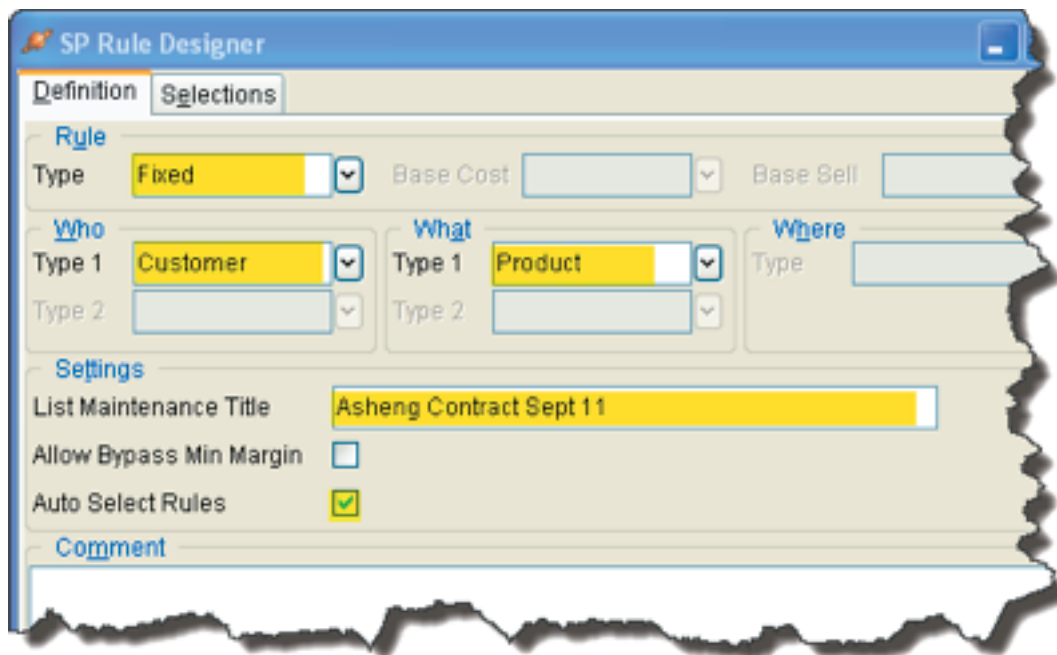 SP Rule Designer
Definition Selections
Rule
Type Fixed Base Cost Base Sell
Who What Where
Type 1 Customer Type 1 Product Type
Type 2 Type 2
Settings
List Maintenance Title Asheng Contract Sept 11
Allow Bypass Min Margin
Auto Select Rules
Comment